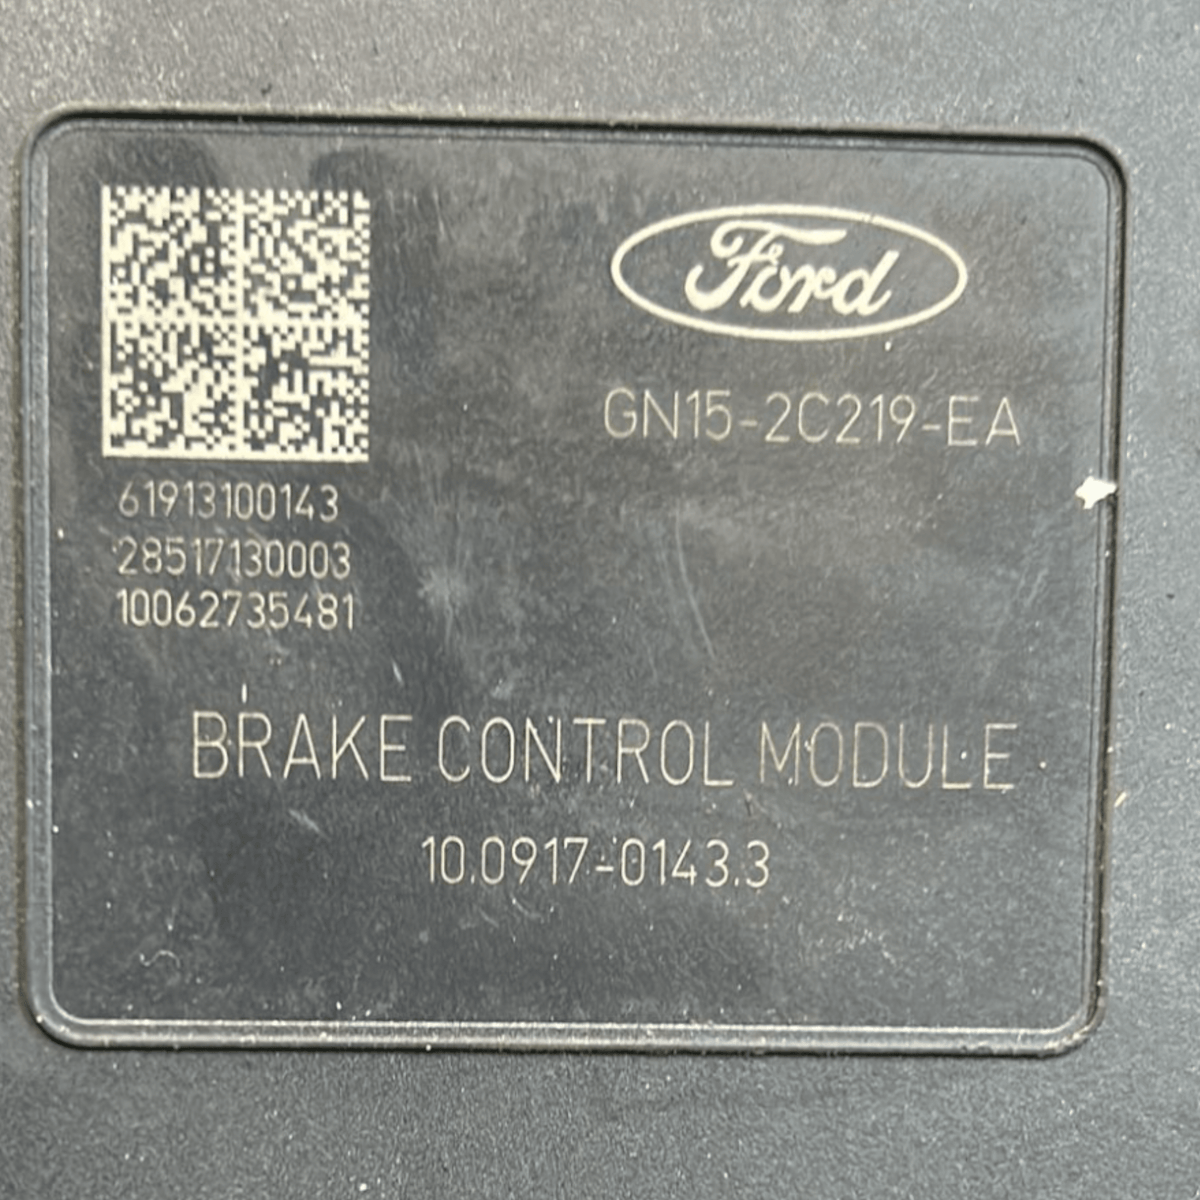 Ford
GN15-2C219-EA
61913100143
28517130003
10062735481
BRAKE CONTROL MODULE
10.0917-0143.3